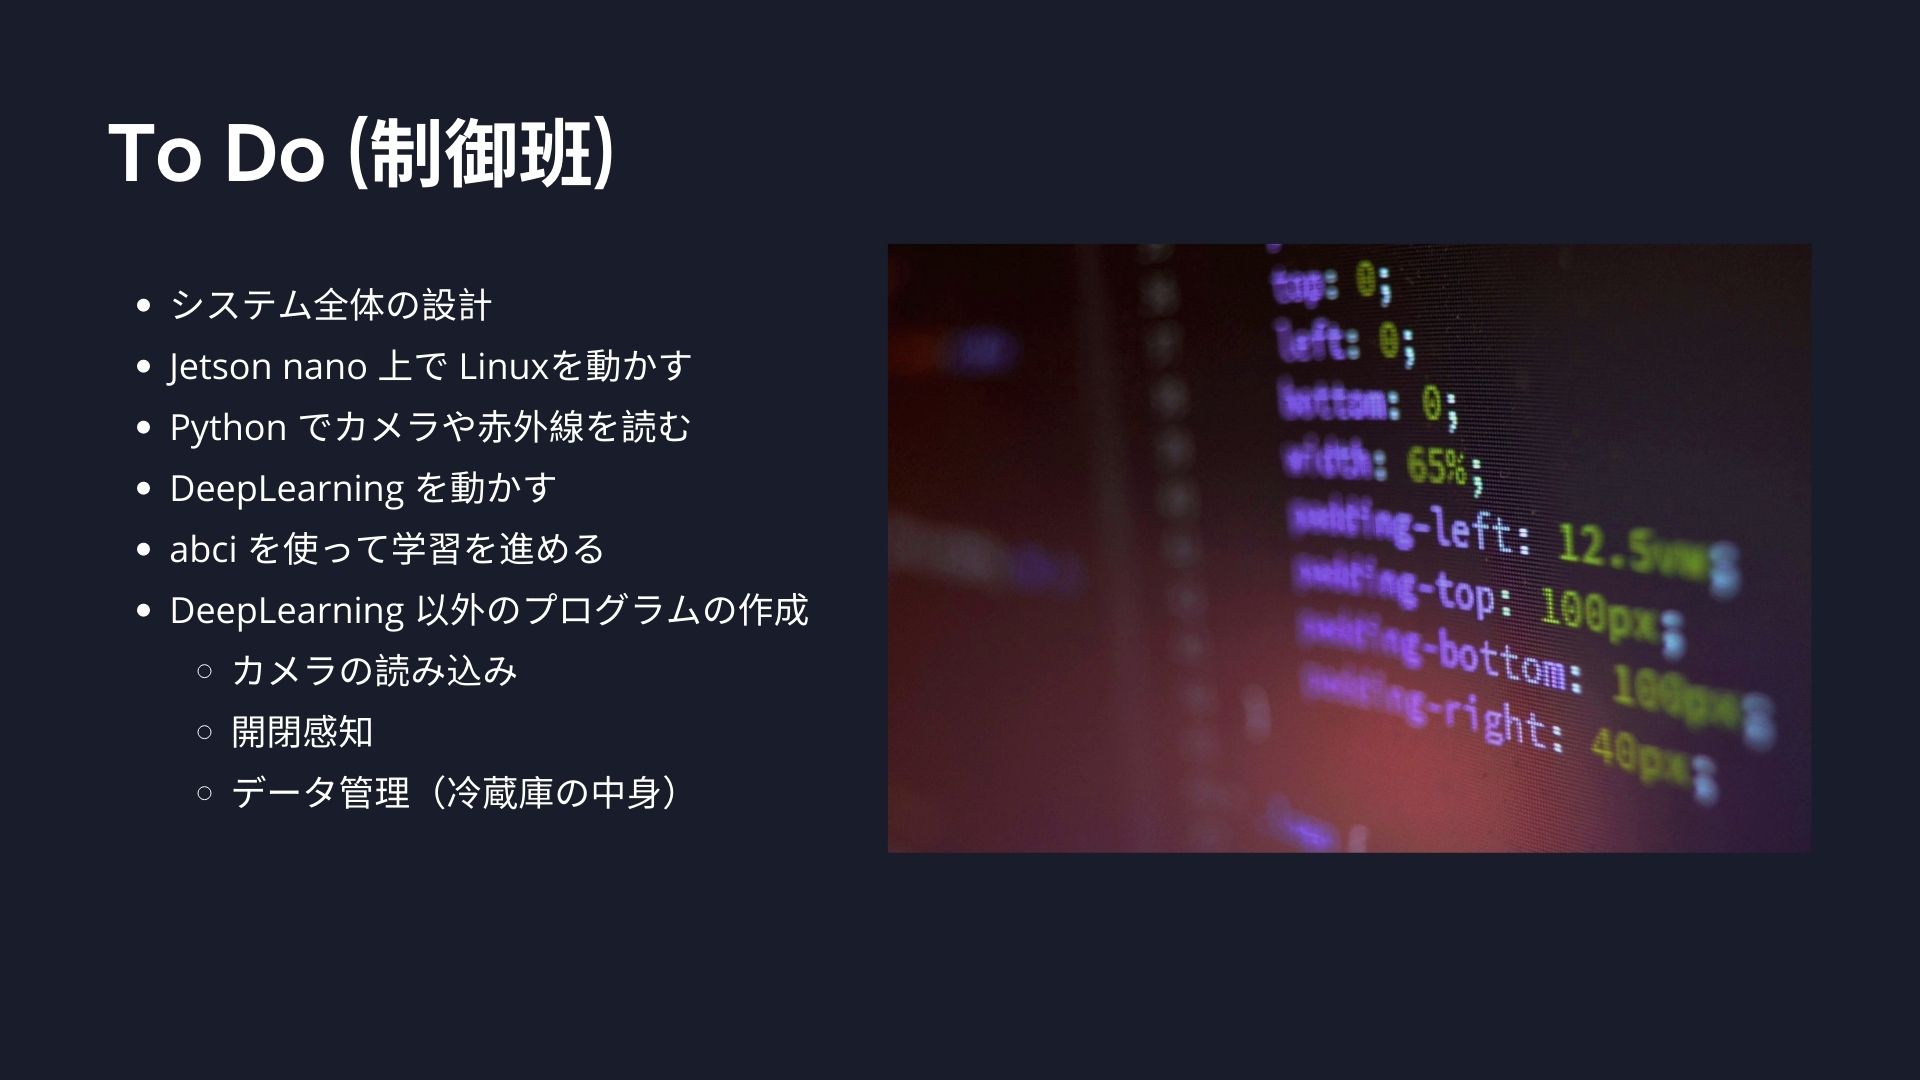 To Do (制御班)
システム全体の設計
Jetson nano 上で Linuxを動かす
Python でカメラや赤外線を読む
DeepLearning を動かす
abci を使って学習を進める
DeepLearning 以外のプログラムの作成
カメラの読み込み
開閉感知
データ管理（冷蔵庫の中身）
top: 0;
left: 0;
bottom: 0;
width: 65%;
-left: 12.5vw;
-top: 100px;
-bottom: 100px;
-right: 40px;